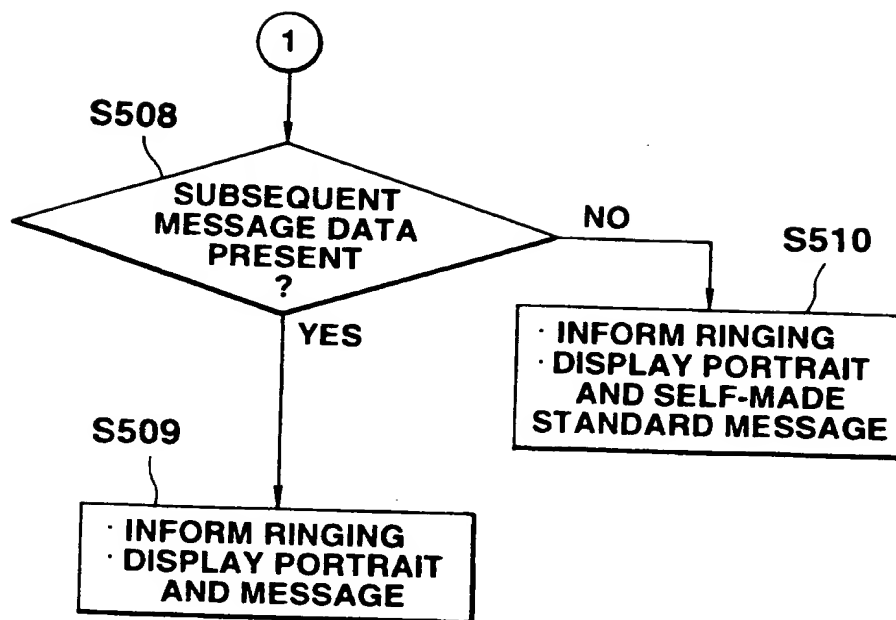 1
S508
SUBSEQUENT
MESSAGE DATA
PRESENT
?
NO
YES
S510
· INFORM RINGING
· DISPLAY PORTRAIT
AND SELF-MADE
STANDARD MESSAGE
S509
· INFORM RINGING
· DISPLAY PORTRAIT
AND MESSAGE